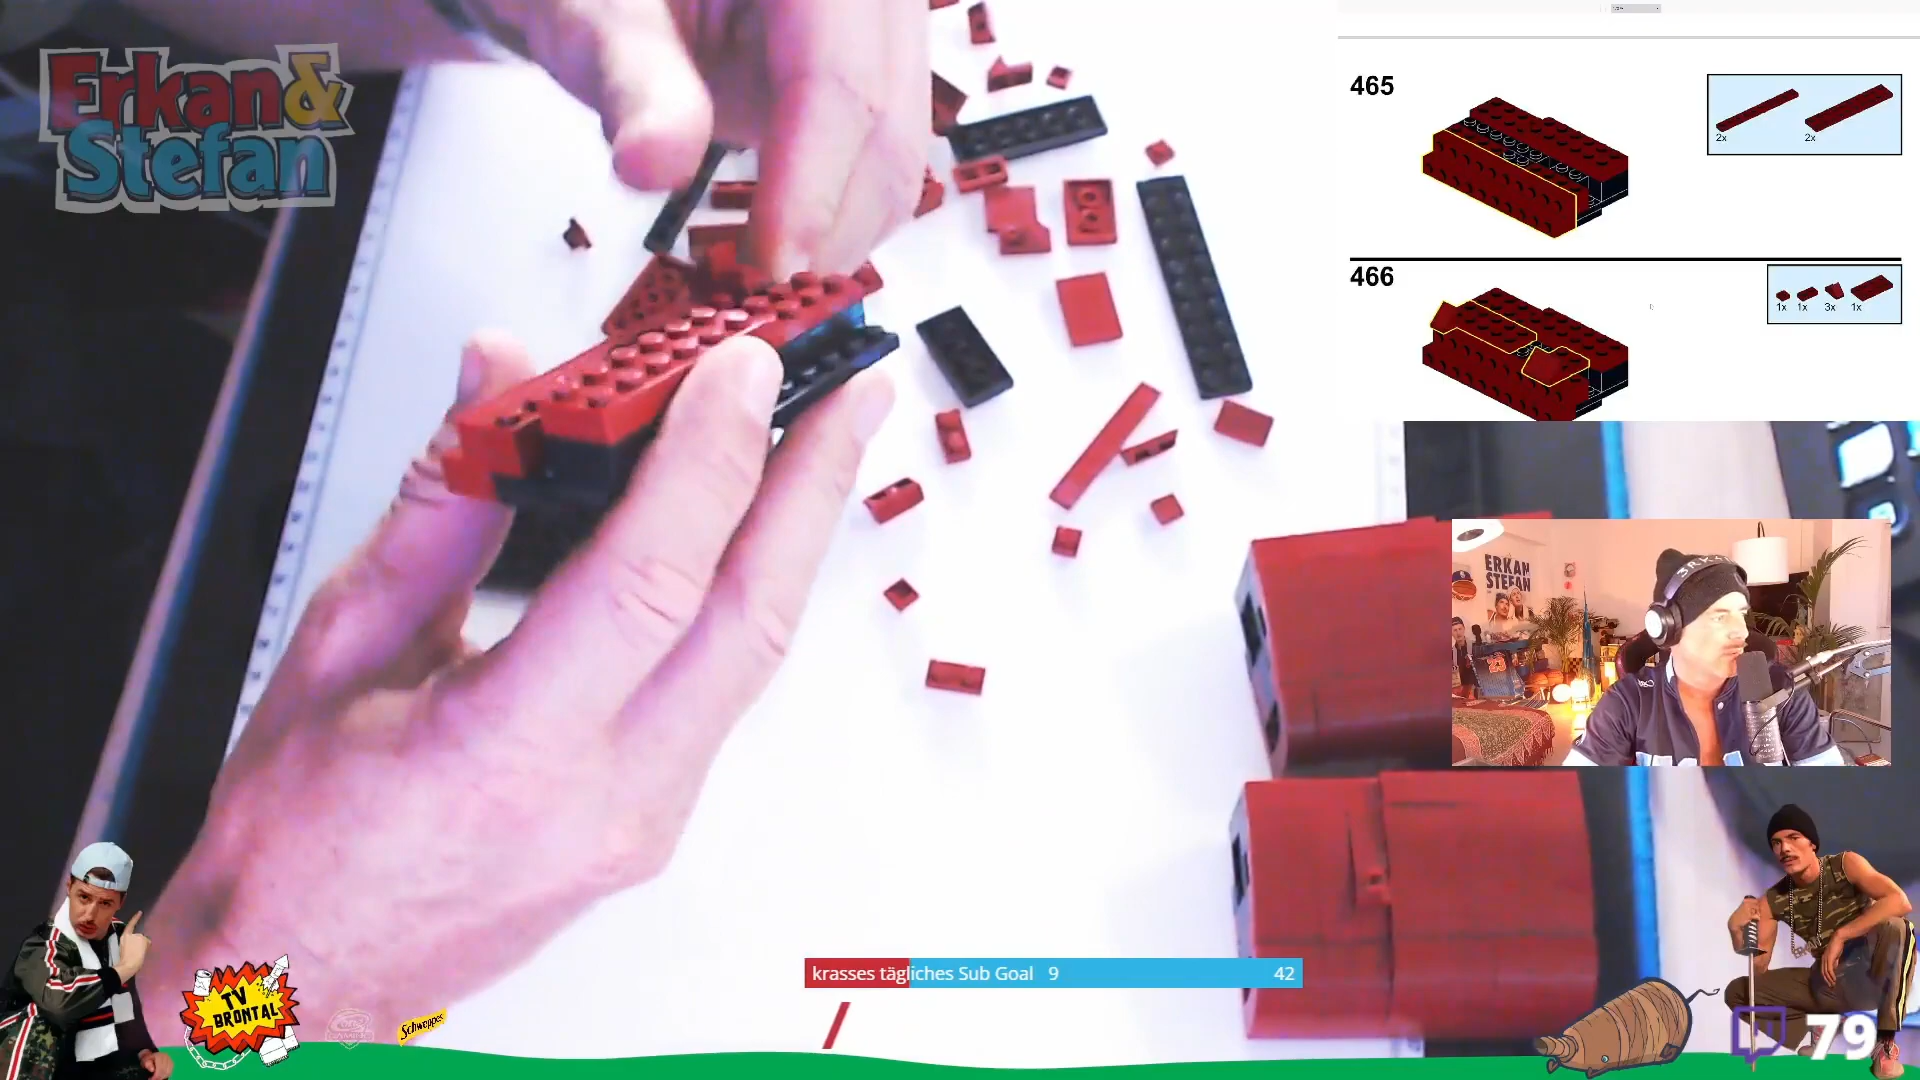 Erkan&
Stefan
465
2x
2x
466
1x
1x
3x
1x
ERKAN
STEFAN
23
krasses tägliches Sub Goal 9
42
TV
BRONTAL
Schweppes
79